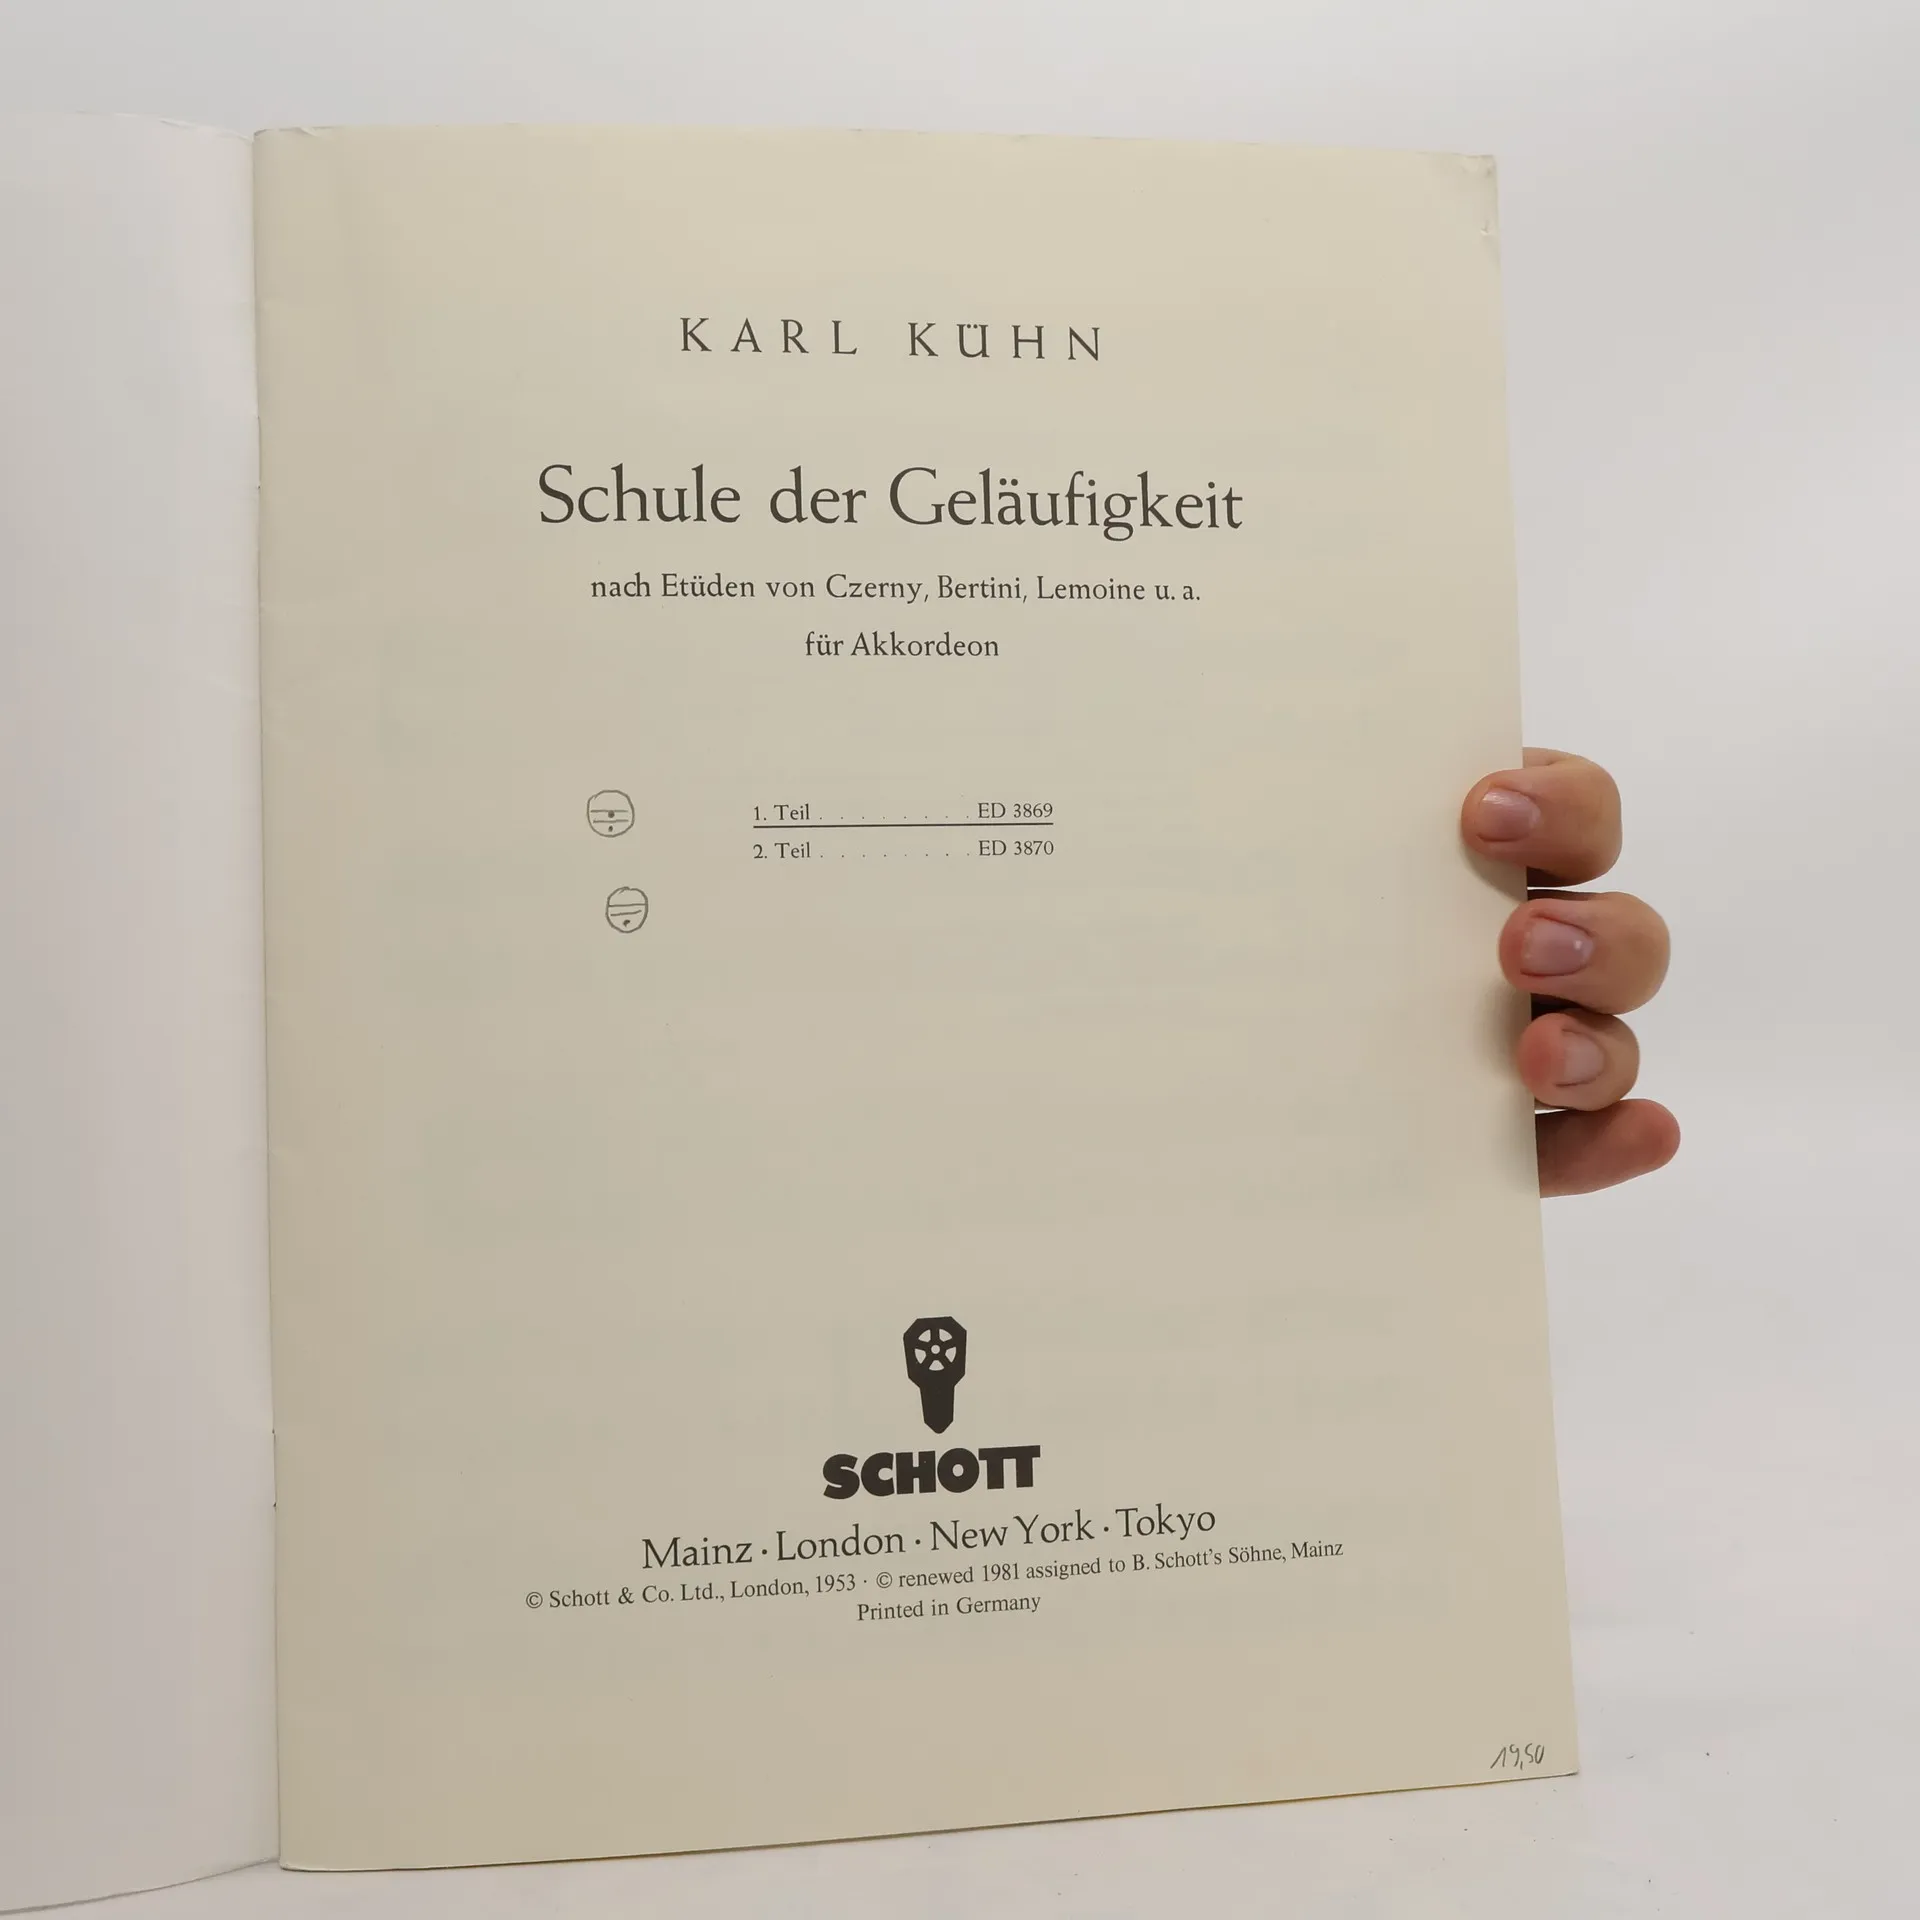 KARL KÜHN
Schule der Geläufigkeit
nach Etüden von Czerny, Bertini, Lemoine u. a.
für Akkordeon
1. Teil . . . . . . . . ED 3869
2. Teil . . . . . . . . ED 3870
SCHOTT
Mainz · London · New York · Tokyo
© Schott & Co. Ltd., London, 1953 · © renewed 1981 assigned to B. Schott's Söhne, Mainz
Printed in Germany
19,50